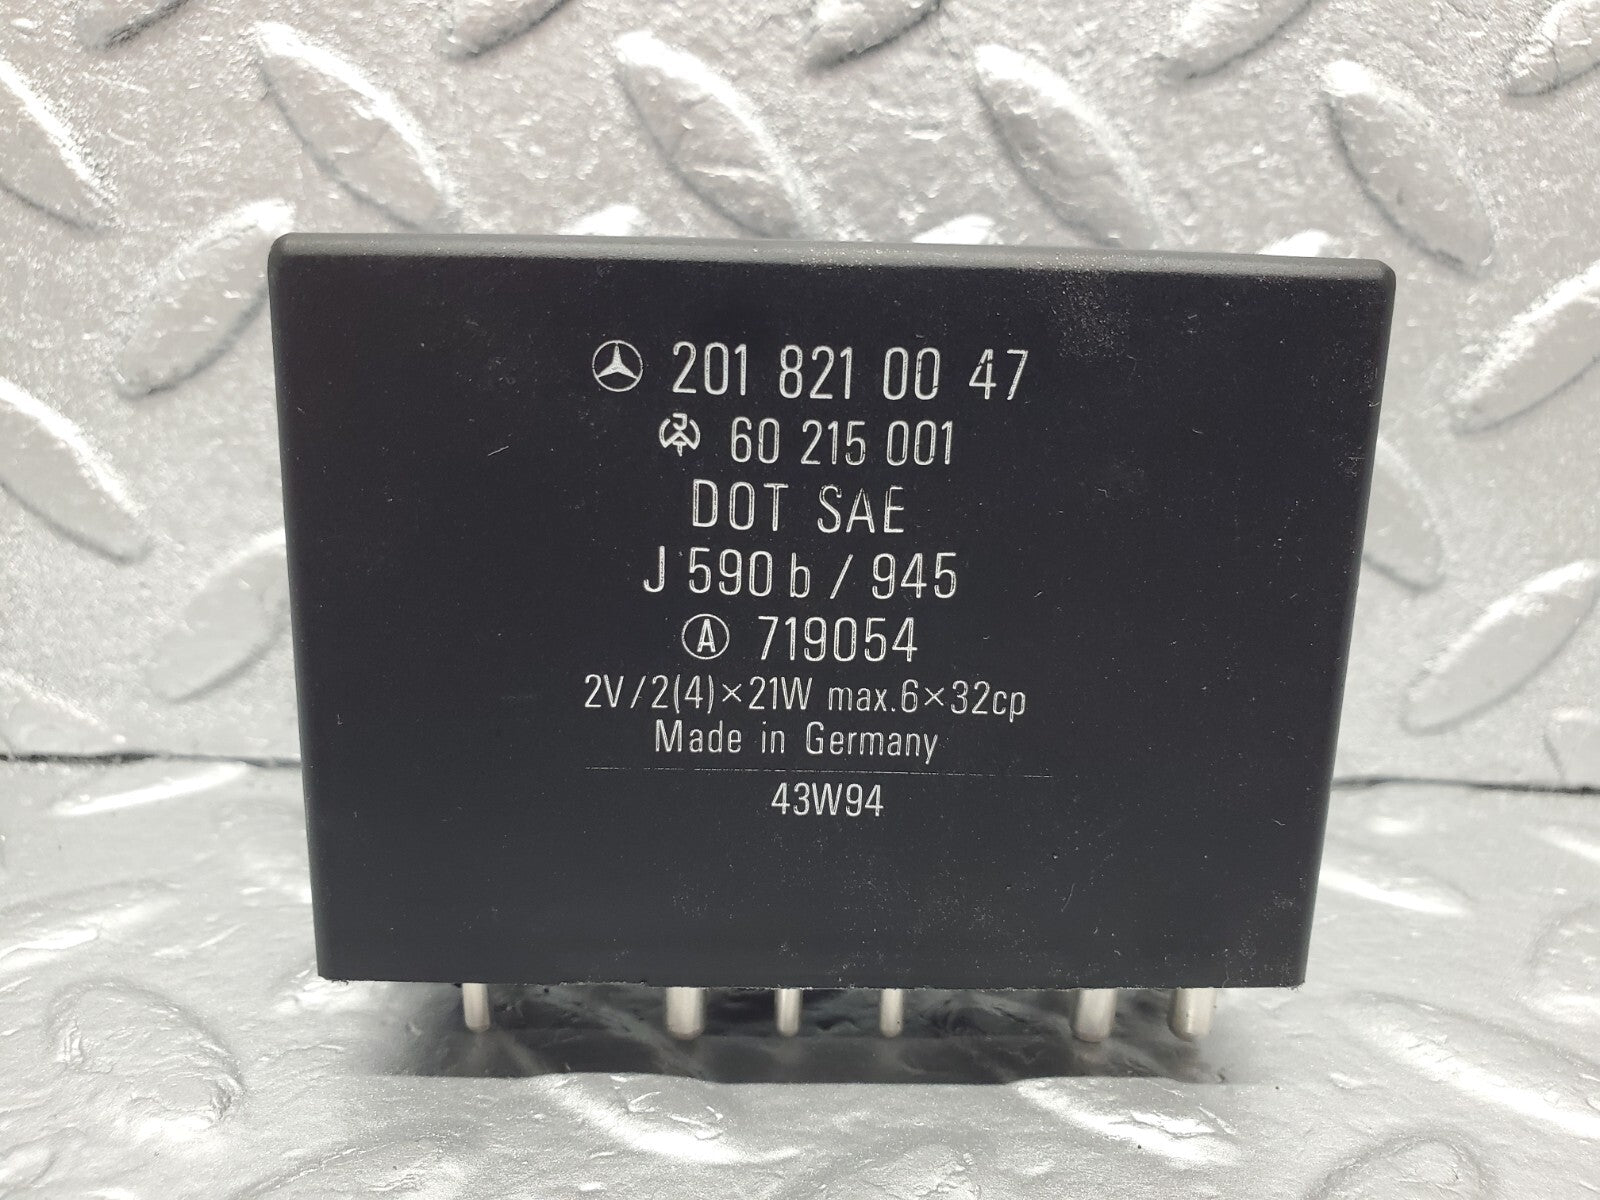 201 821 00 47
60 215 001
DOT SAE
J 590 b / 945
Ⓐ 719054
2V/2(4)×21W max.6×32cp
Made in Germany
43W94